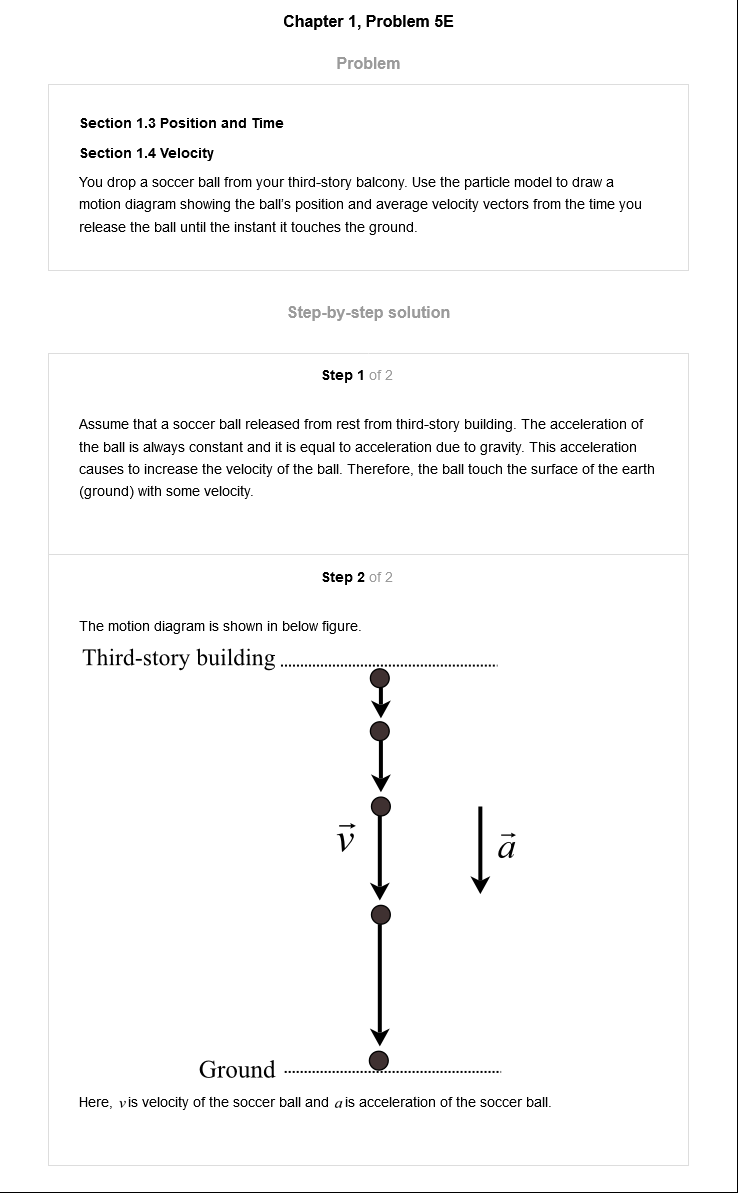 Chapter 1, Problem 5E
Problem
Section 1.3 Position and Time
Section 1.4 Velocity
You drop a soccer ball from your third-story balcony. Use the particle model to draw a
motion diagram showing the ball's position and average velocity vectors from the time you
release the ball until the instant it touches the ground.
Step-by-step solution
Step 1 of 2
Assume that a soccer ball released from rest from third-story building. The acceleration of
the ball is always constant and it is equal to acceleration due to gravity. This acceleration
causes to increase the velocity of the ball. Therefore, the ball touch the surface of the earth
(ground) with some velocity.
Step 2 of 2
The motion diagram is shown in below figure.
Third-story building
v⃗
a⃗
Ground
Here, v is velocity of the soccer ball and a is acceleration of the soccer ball.